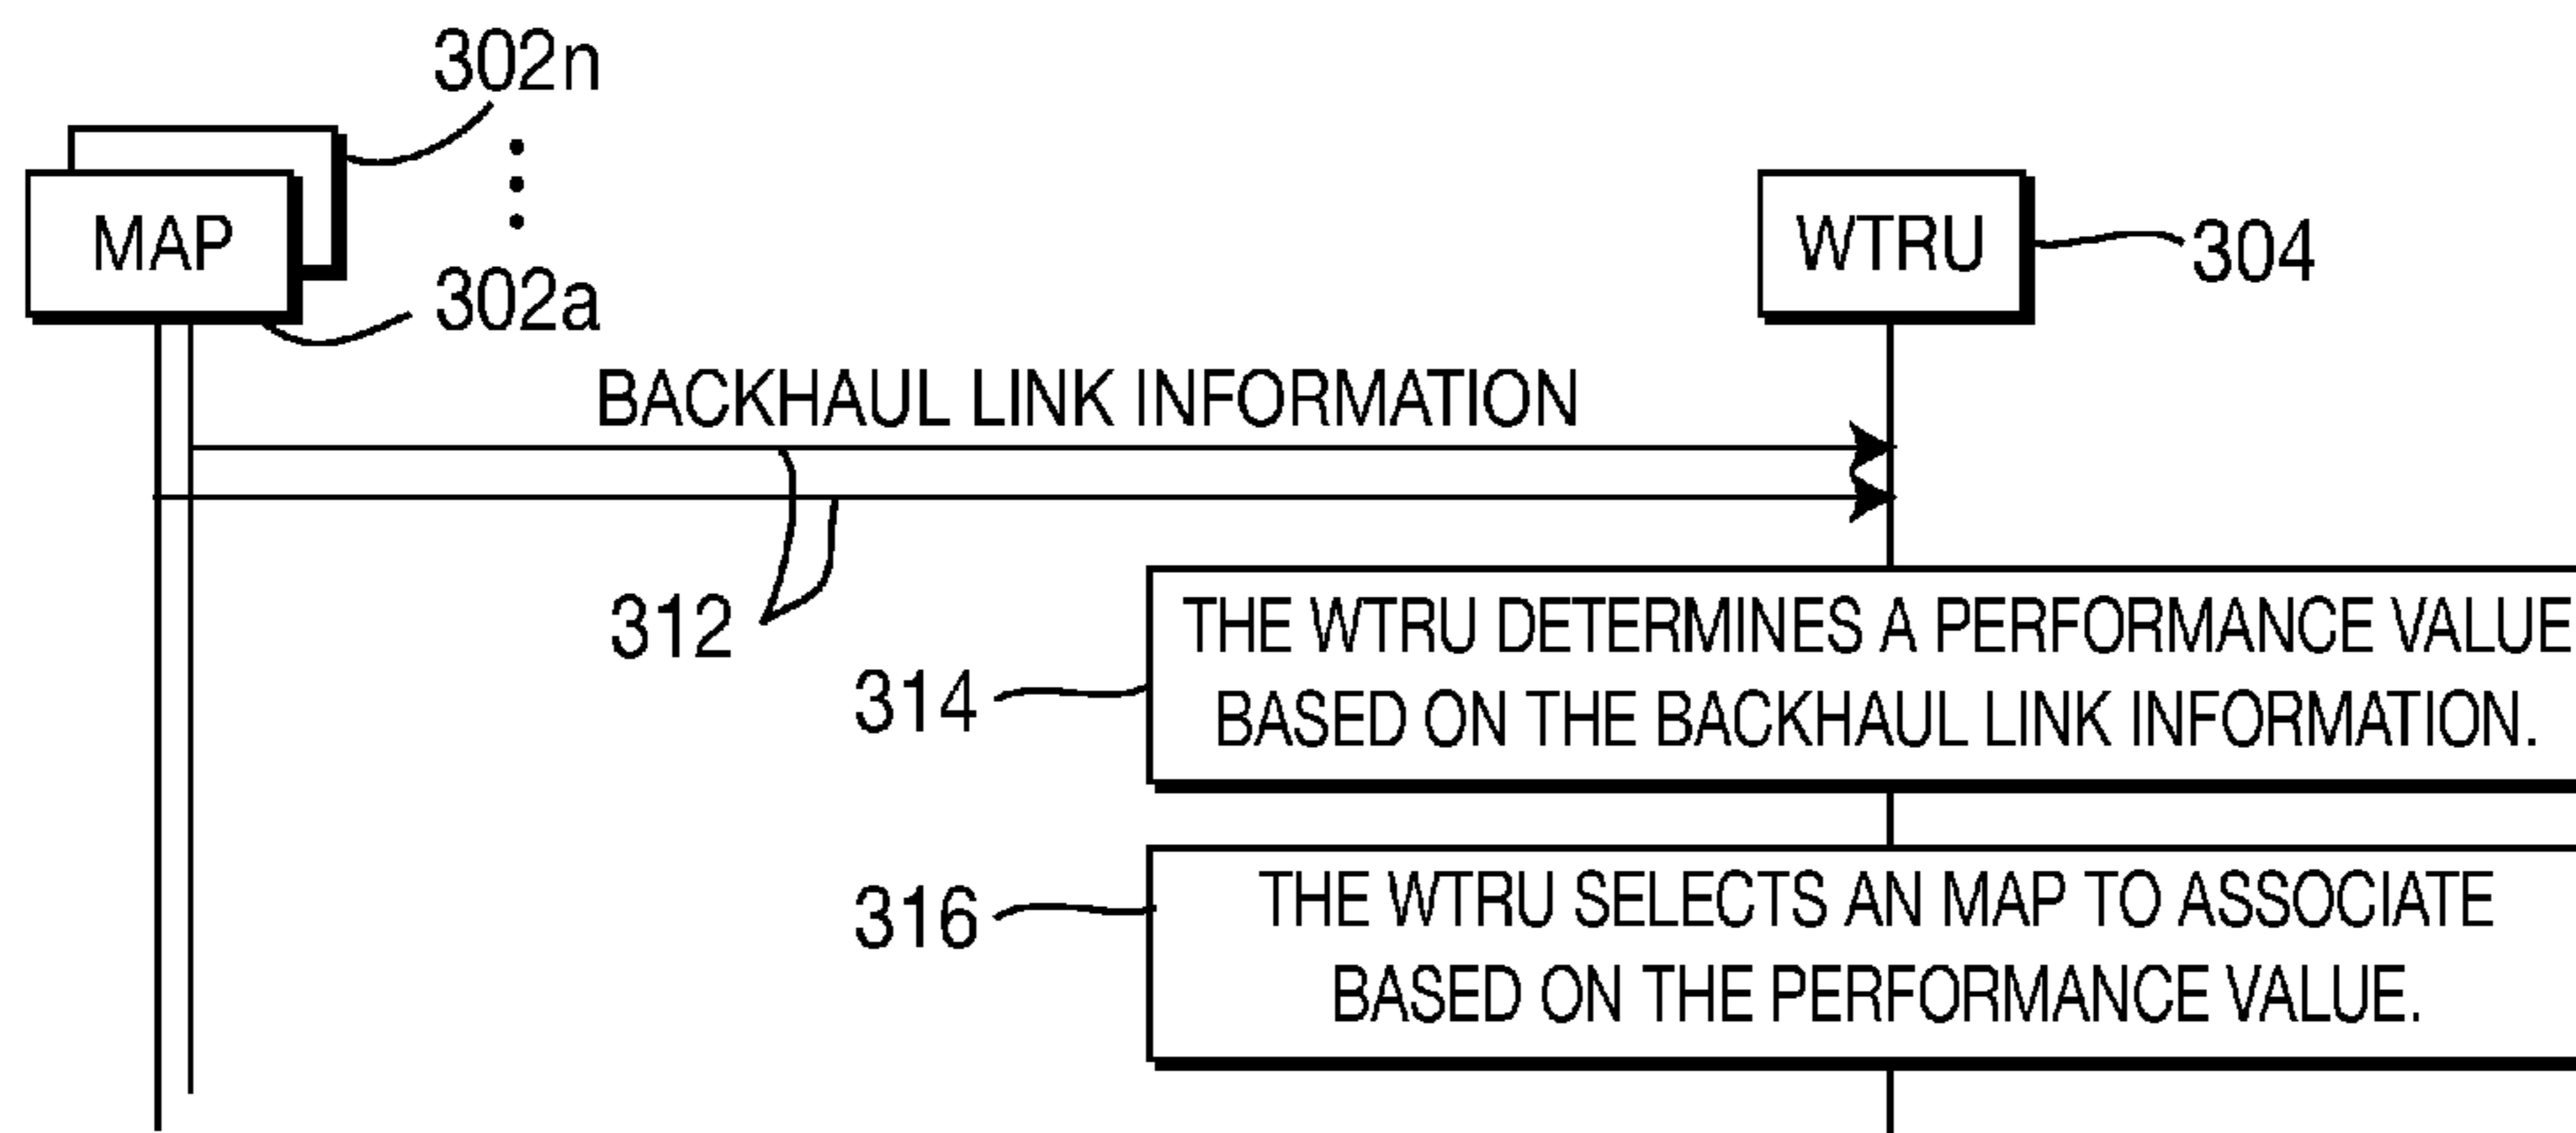 302n
MAP
302a
WTRU
304
BACKHAUL LINK INFORMATION
312
314
THE WTRU DETERMINES A PERFORMANCE VALUE
BASED ON THE BACKHAUL LINK INFORMATION.
316
THE WTRU SELECTS AN MAP TO ASSOCIATE
BASED ON THE PERFORMANCE VALUE.